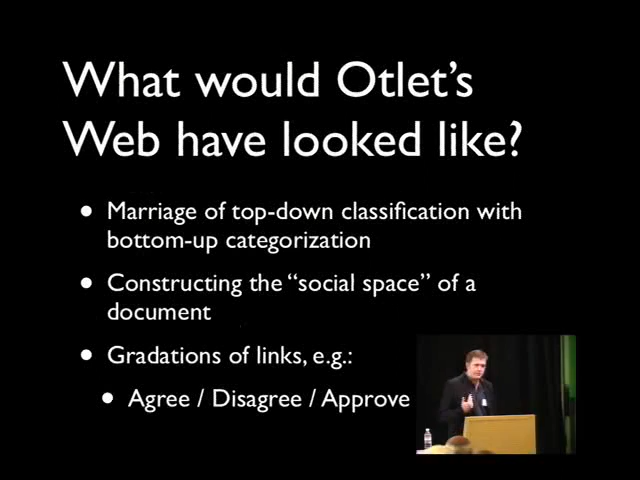 What would Otlet's
Web have looked like?
• Marriage of top-down classification with
bottom-up categorization
• Constructing the “social space” of a
document
• Gradations of links, e.g.:
• Agree / Disagree / Approve